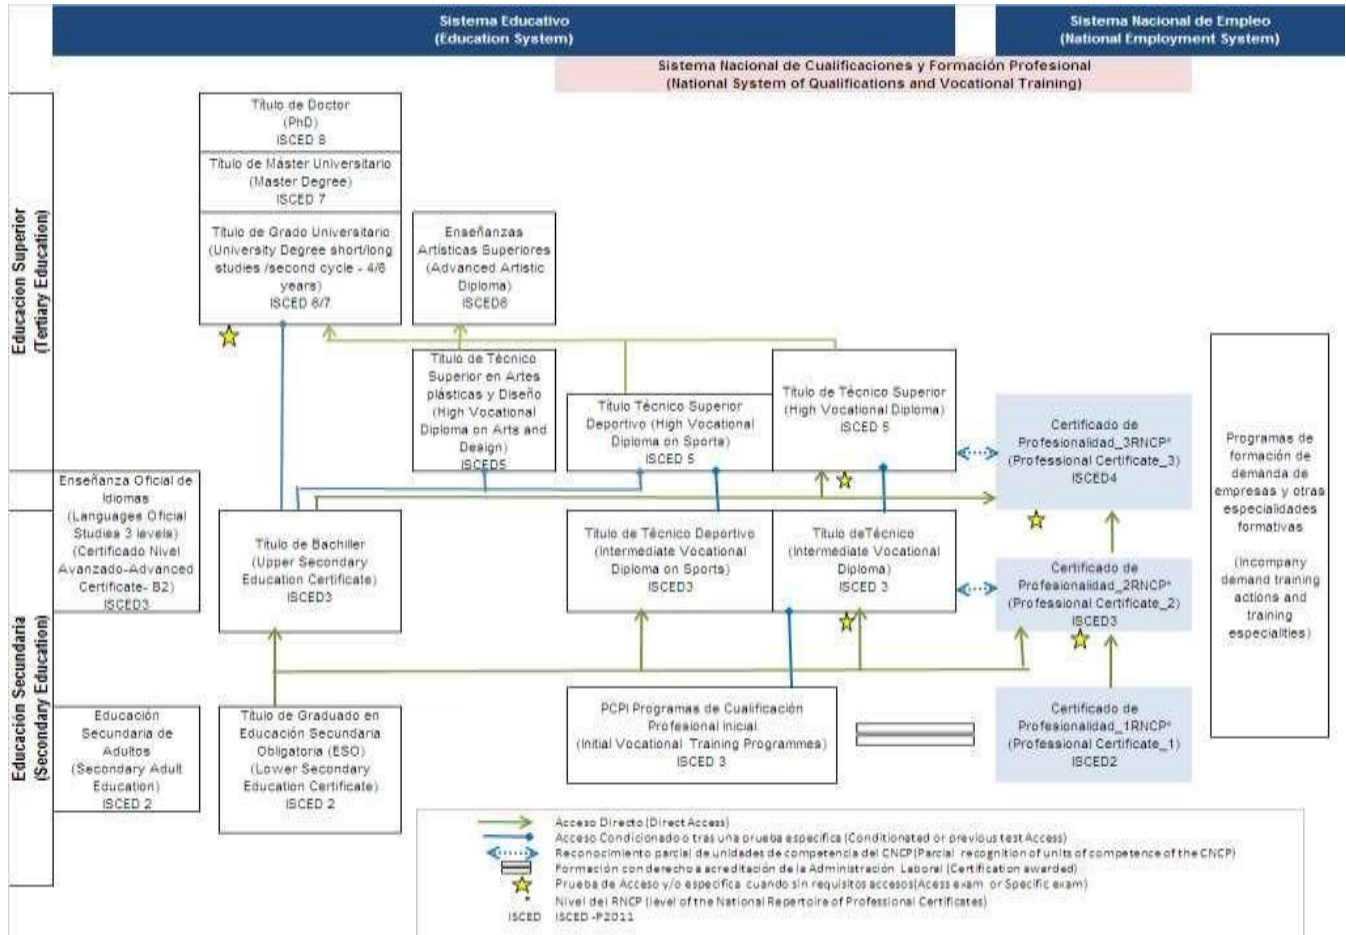 Sistema Educativo
(Education System)
Sistema Nacional de Empleo
(National Employment System)
Sistema Nacional de Cualificaciones y Formación Profesional
(National System of Qualifications and Vocational Training)
Educacion Superior
(Tertiary Education)
Título de Doctor
(PhD)
ISCED 8
Título de Máster Universitario
(Master Degree)
ISCED 7
Título de Grado Universitario
(University Degree short/long
studies /second cycle - 4/6
years)
ISCED 6/7
Enseñanzas
Artísticas Superiores
(Advanced Artistic
Diploma)
ISCED6
Título de Técnico
Superior en Artes
plásticas y Diseño
(High Vocational
Diploma on Arts and
Design)
ISCED5
Título Técnico Superior
Deportivo (High Vocational
Diploma on Sports)
ISCED 5
Título de Técnico Superior
(High Vocational Diploma)
ISCED 5
Certificado de
Profesionalidad_3RNCP*
(Professional Certificate_3)
ISCED4
Programas de
formación de
demanda de
empresas y otras
especialidades
formativas
(Incompany
demand training
actions and
training
especialities)
Educación Secundaria
(Secondary Education)
Enseñanza Oficial de
Idiomas
(Languages Oficial
Studies 3 levels)
(Certificado Nivel
Avanzado-Advanced
Certificate- B2)
ISCED3
Título de Bachiller
(Upper Secondary
Education Certificate)
ISCED3
Título de Técnico Deportivo
(Intermediate Vocational
Diploma on Sports)
ISCED3
Título deTécnico
(Intermediate Vocational
Diploma)
ISCED 3
Certificado de
Profesionalidad_2RNCP*
(Professional Certificate_2)
ISCED3
Educación
Secundaria de
Adultos
(Secondary Adult
Education)
ISCED 2
Título de Graduado en
Educación Secundaria
Obligatoria (ESO)
(Lower Secondary
Education Certificate)
ISCED 2
PCPI Programas de Cualificación
Profesional inicial
(Initial Vocational Training Programmes)
ISCED 3
Certificado de
Profesionalidad_1RNCP*
(Professional Certificate_1)
ISCED2
Acceso Directo (Direct Access)
Acceso Condicionado o tras una prueba especifica (Conditionated or previous test Access)
Reconocimiento parcial de unidades de competencia del CNCP(Parcial recognition of units of competence of the CNCP)
Formación con derecho a acreditación de la Administración Laboral (Certification awarded)
Prueba de Acceso y/o especifica cuando sin requisitos accesos(Acess exam or Specific exam)
* Nivel del RNCP (level of the National Repertoire of Professional Certificates)
ISCED ISCED -P2011